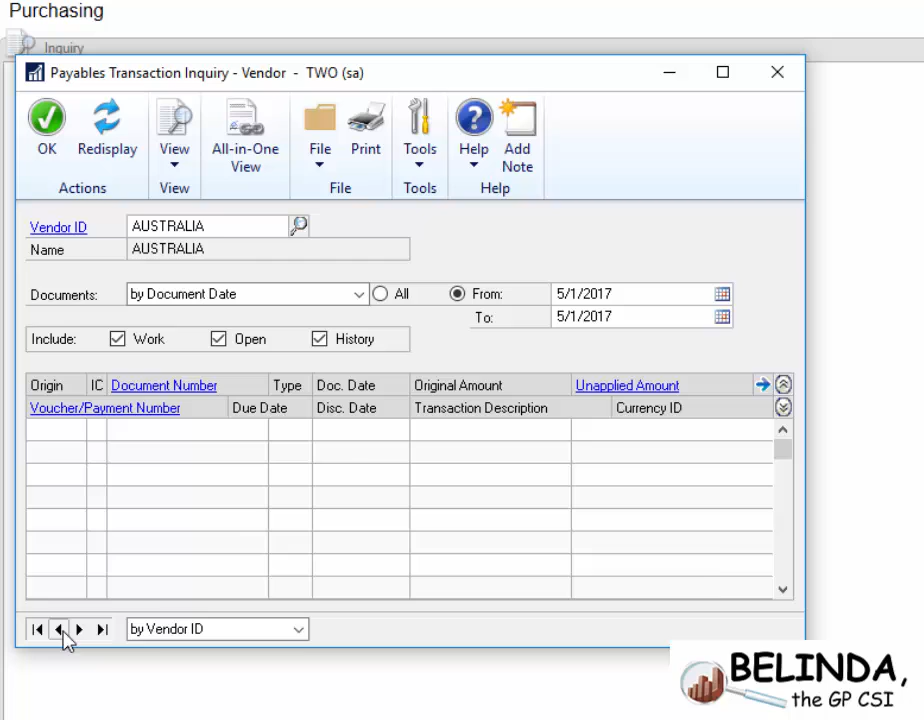 Purchasing
Inquiry
Payables Transaction Inquiry - Vendor - TWO (sa)
OK
Redisplay
View
All-in-One View
File
Print
Tools
Help
Add Note
Actions
View
File
Tools
Help
Vendor ID AUSTRALIA
Name AUSTRALIA
Documents: by Document Date All From: 5/1/2017
To: 5/1/2017
Include: Work Open History
Origin IC Document Number Type Doc. Date Original Amount Unapplied Amount
Voucher/Payment Number Due Date Disc. Date Transaction Description Currency ID
by Vendor ID
BELINDA,
the GP CSI